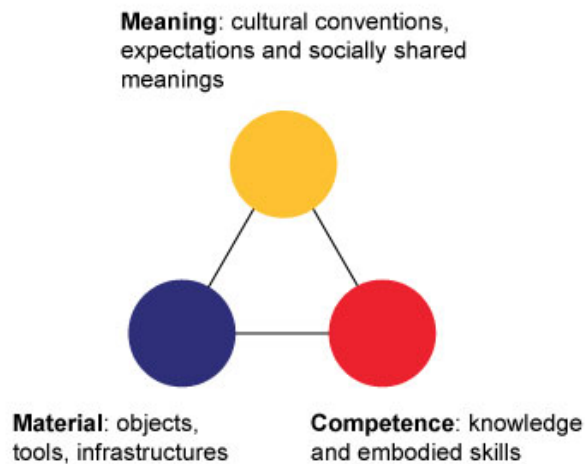 Meaning: cultural conventions,
expectations and socially shared
meanings
Material: objects,
tools, infrastructures
Competence: knowledge
and embodied skills